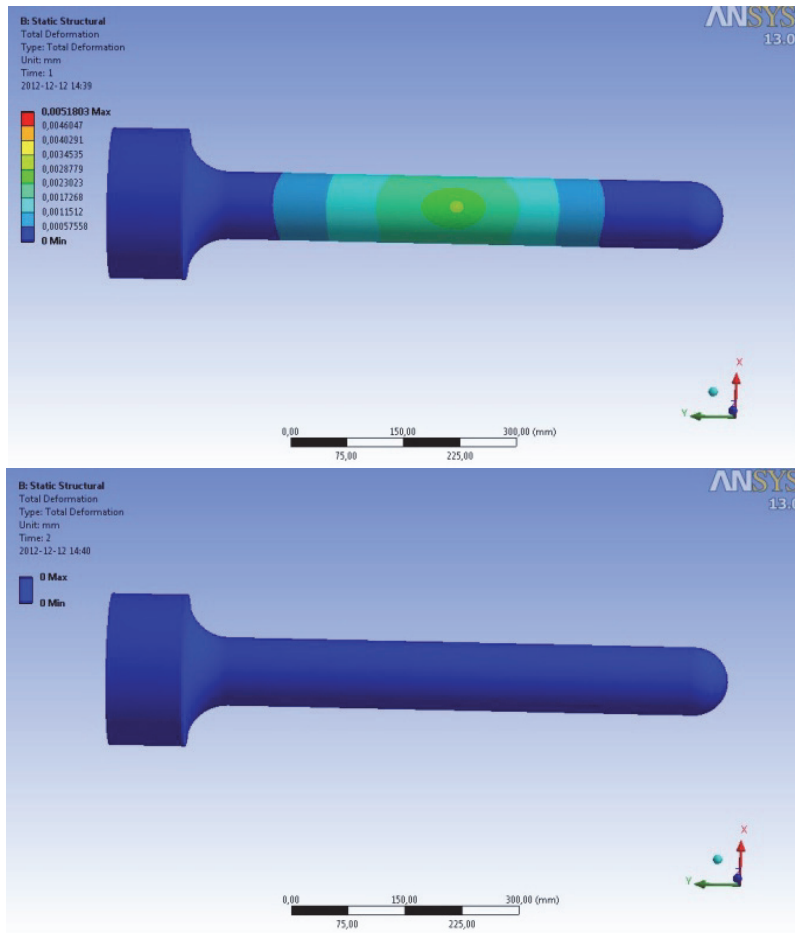 B: Static Structural
Total Deformation
Type: Total Deformation
Unit: mm
Time: 1
2012-12-12 14:39
ANSYS
13.0
0,0051803 Max
0,0046047
0,0040291
0,0034535
0,0028779
0,0023023
0,0017268
0,0011512
0,00057558
0 Min
X
Y
0,00 150,00 300,00 (mm)
75,00 225,00
B: Static Structural
Total Deformation
Type: Total Deformation
Unit: mm
Time: 2
2012-12-12 14:40
ANSYS
13.0
0 Max
0 Min
X
Y
0,00 150,00 300,00 (mm)
75,00 225,00